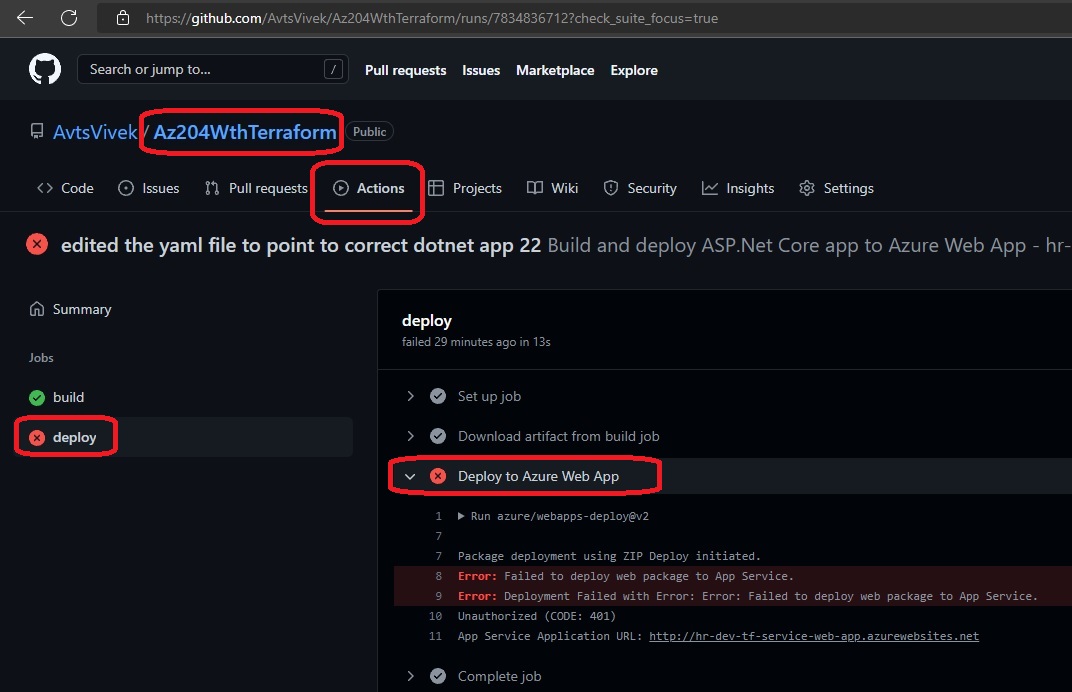 https://github.com/AvtsVivek/Az204WthTerraform/runs/7834836712?check_suite_focus=true
Search or jump to... / Pull requests Issues Marketplace Explore
AvtsVivek / Az204WthTerraform Public
Code Issues Pull requests Actions Projects Wiki Security Insights Settings
edited the yaml file to point to correct dotnet app 22 Build and deploy ASP.Net Core app to Azure Web App - hr-
Summary
Jobs
build
deploy
deploy
failed 29 minutes ago in 13s
Set up job
Download artifact from build job
Deploy to Azure Web App
1 Run azure/webapps-deploy@v2
7
7 Package deployment using ZIP Deploy initiated.
8 Error: Failed to deploy web package to App Service.
9 Error: Deployment Failed with Error: Error: Failed to deploy web package to App Service.
10 Unauthorized (CODE: 401)
11 App Service Application URL: http://hr-dev-tf-service-web-app.azurewebsites.net
Complete job